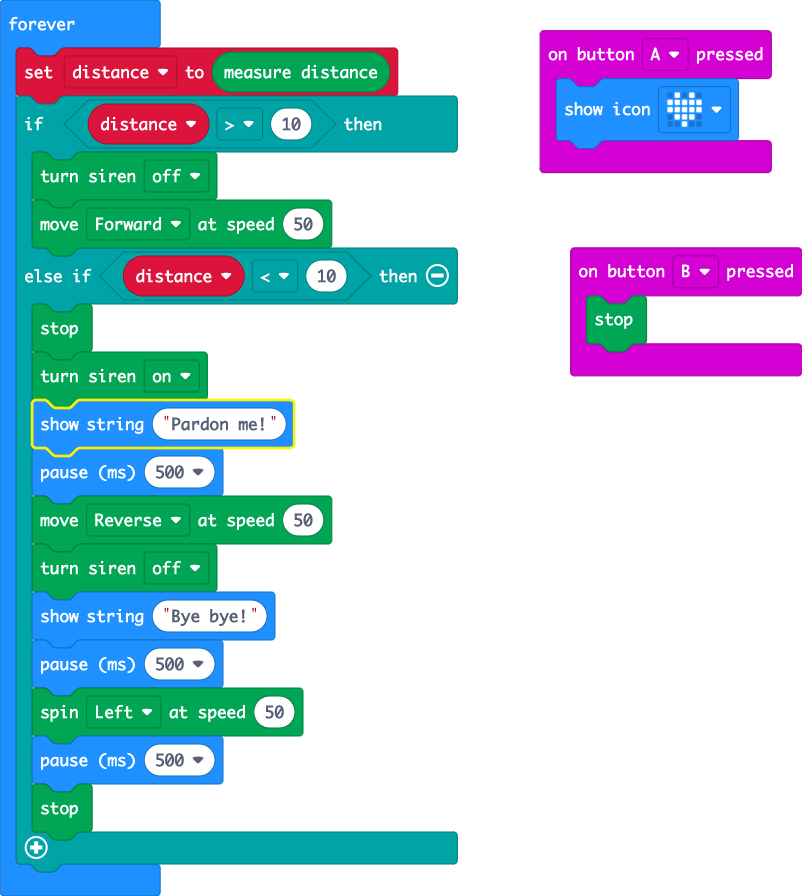 forever
set distance to measure distance
if distance > 10 then
turn siren off
move Forward at speed 50
else if distance < 10 then
stop
turn siren on
show string "Pardon me!"
pause (ms) 500
move Reverse at speed 50
turn siren off
show string "Bye bye!"
pause (ms) 500
spin Left at speed 50
pause (ms) 500
stop
on button A pressed
show icon
on button B pressed
stop